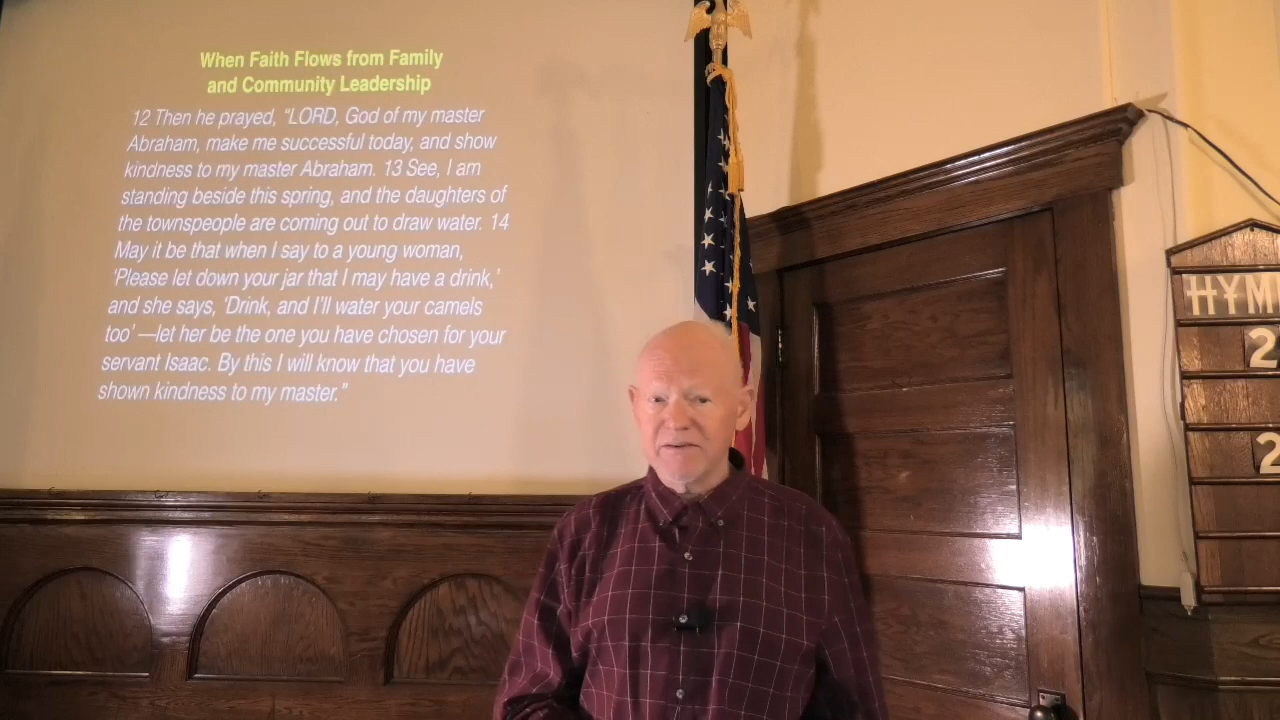 When Faith Flows from Family
and Community Leadership
12 Then he prayed, “LORD, God of my master
Abraham, make me successful today, and show
kindness to my master Abraham. 13 See, I am
standing beside this spring, and the daughters of
the townspeople are coming out to draw water. 14
May it be that when I say to a young woman,
‘Please let down your jar that I may have a drink,’
and she says, ‘Drink, and I’ll water your camels
too’ —let her be the one you have chosen for your
servant Isaac. By this I will know that you have
shown kindness to my master.”
HYM
2
2